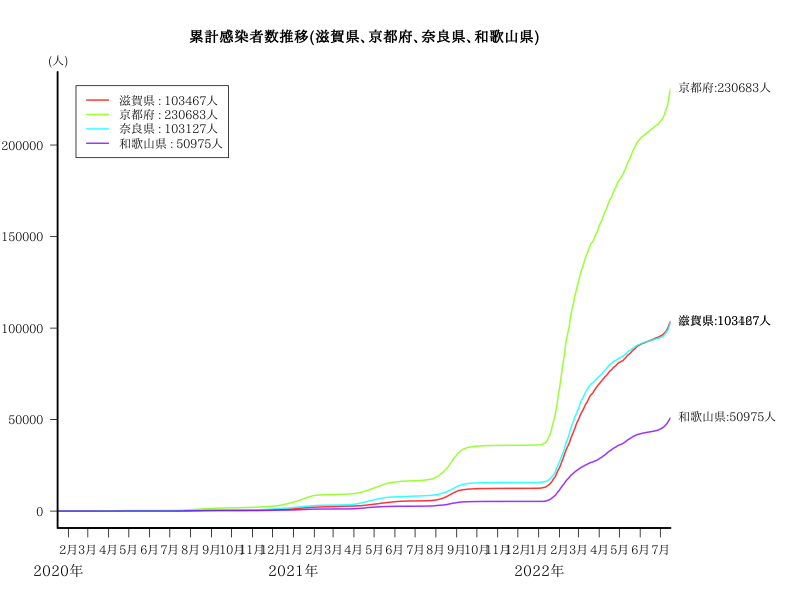 累計感染者数推移(滋賀県、京都府、奈良県、和歌山県)
(人)
滋賀県 : 103467人
京都府 : 230683人
奈良県 : 103127人
和歌山県 : 50975人
京都府:230683人
200000
150000
100000
50000
0
和歌山県:50975人
2月3月 4月 5月 6月 7月 8月 9月10月11月12月1月 2月3月 4月 5月 6月 7月 8月 9月10月11月12月1月 2月3月 4月 5月 6月 7月
2020年 2021年 2022年